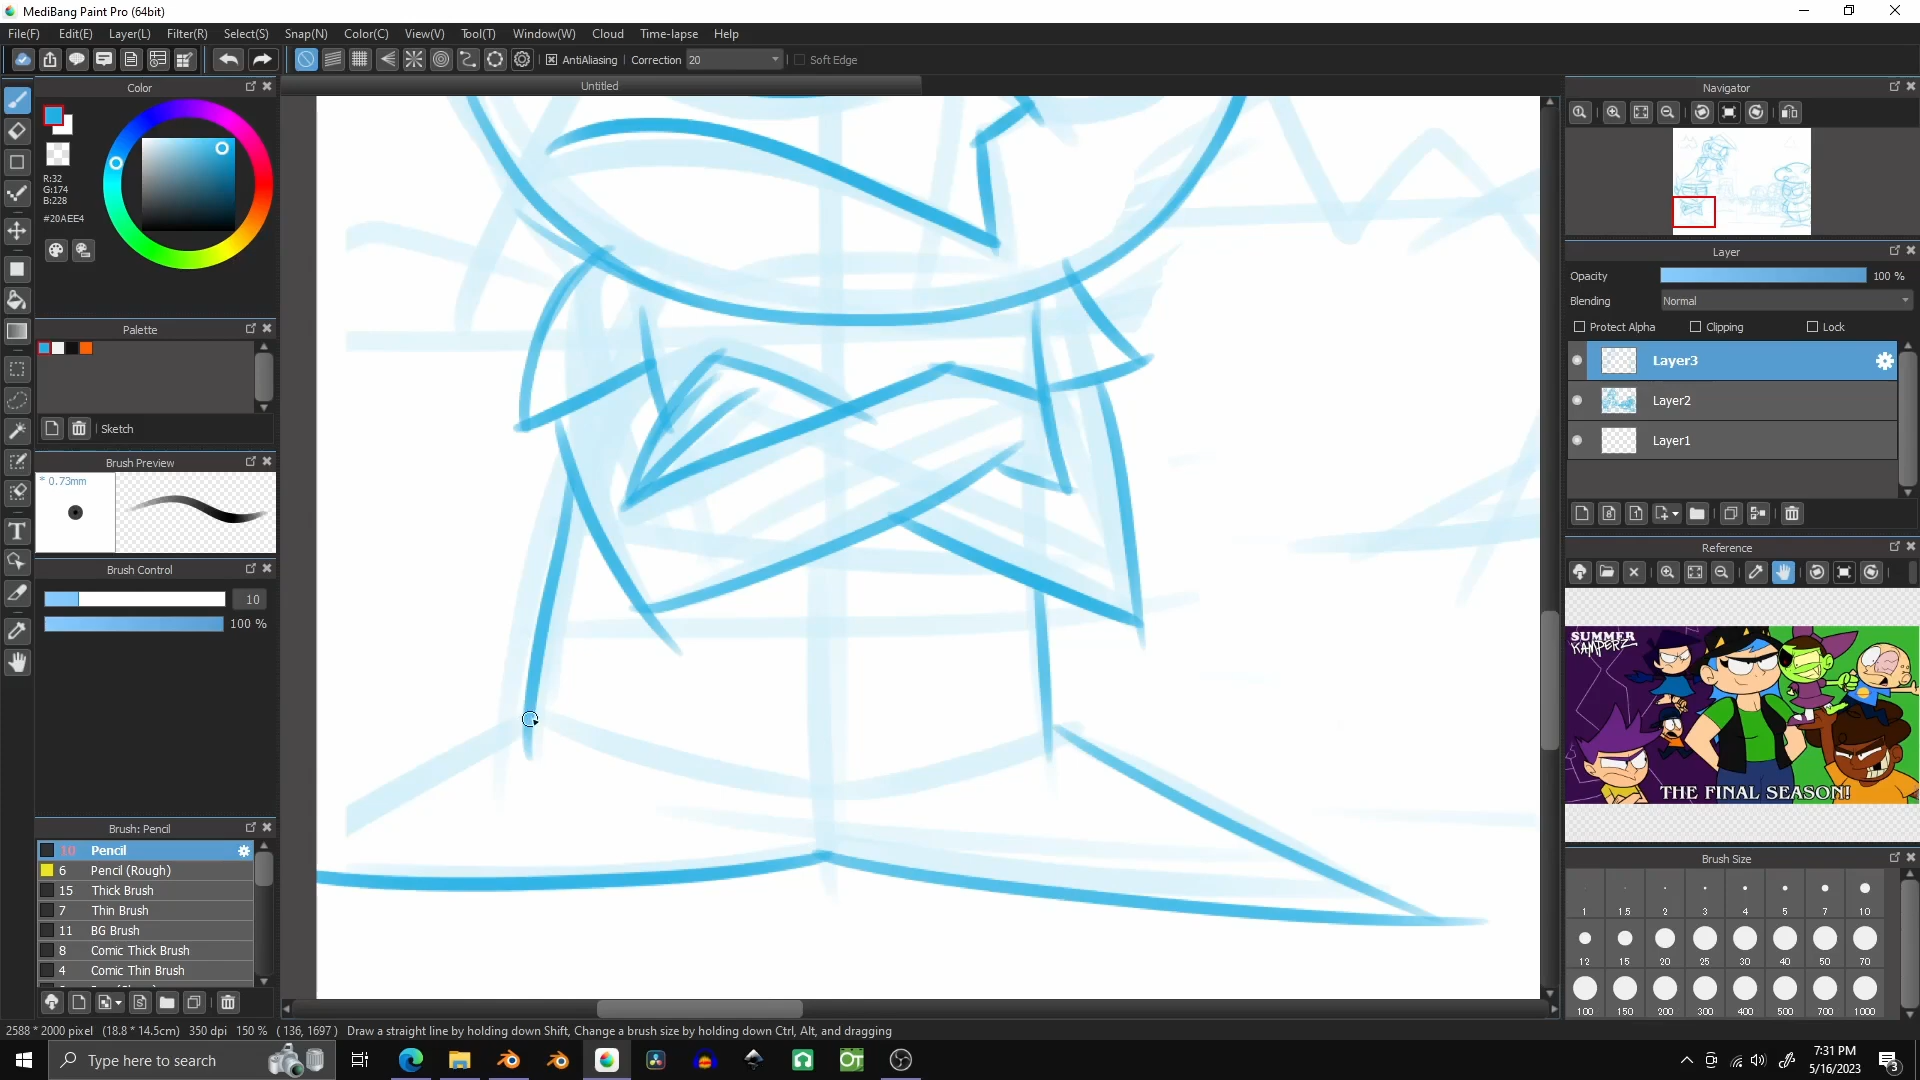 MediBang Paint Pro (64bit)
File(F) Edit(E) Layer(L) Filter(R) Select(S) Snap(N) Color(C) View(V) Tool(T) Window(W) Cloud Time-lapse Help
AntiAliasing Correction 20 Soft Edge
Color
R:32
G:174
B:228
#20AEE4
Palette
Sketch
Brush Preview
* 0.73mm
Brush Control
10
100 %
Brush: Pencil
10 Pencil
6 Pencil (Rough)
15 Thick Brush
7 Thin Brush
11 BG Brush
8 Comic Thick Brush
4 Comic Thin Brush
Untitled
Navigator
Layer
Opacity 100 %
Blending Normal
Protect Alpha Clipping Lock
Layer3
Layer2
Layer1
Reference
SUMMER
KAMPERZ
THE FINAL SEASON!
Brush Size
1 1.5 2 3 4 5 7 10
12 15 20 25 30 40 50 70
100 150 200 300 400 500 700 1000
2588 * 2000 pixel (18.8 * 14.5cm) 350 dpi 150 % ( 136, 1697 ) Draw a straight line by holding down Shift, Change a brush size by holding down Ctrl, Alt, and dragging
Type here to search
OT
7:31 PM
5/16/2023
3